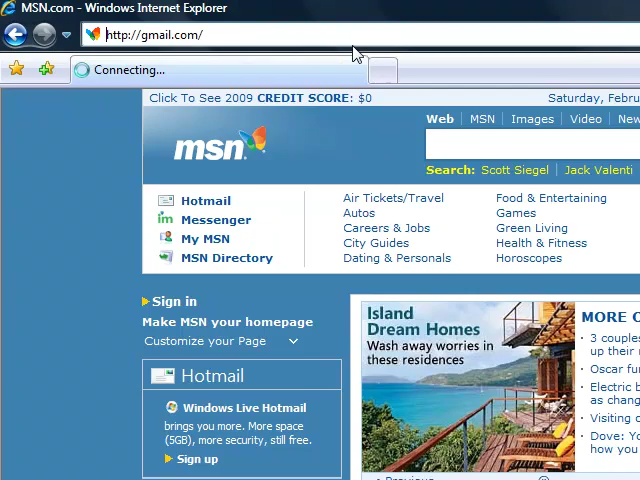 MSN.com - Windows Internet Explorer
http://gmail.com/
Connecting...
Click To See 2009 CREDIT SCORE: $0
Saturday, Febru
msn
Web MSN Images Video New
Search: Scott Siegel Jack Valenti
Hotmail
Messenger
My MSN
MSN Directory
Air Tickets/Travel
Autos
Careers & Jobs
City Guides
Dating & Personals
Food & Entertaining
Games
Green Living
Health & Fitness
Horoscopes
Sign in
Make MSN your homepage
Customize your Page
Hotmail
Windows Live Hotmail
brings you more. More space
(5GB), more security, still free.
Sign up
Island
Dream Homes
Wash away worries in
these residences
Previous
MORE O
3 couples
up their r
Oscar fun
Electric b
as chang
Visiting c
Dove: Yo
how you